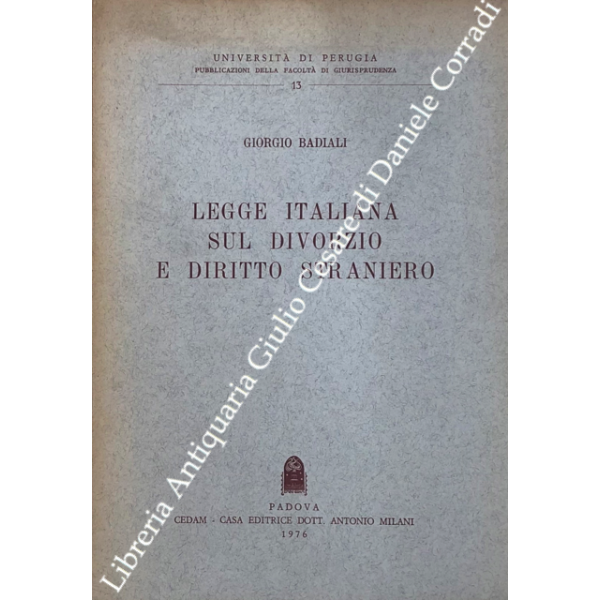 UNIVERSITÀ DI PERUGIA
PUBBLICAZIONI DELLA FACOLTÀ DI GIURISPRUDENZA
13
GIORGIO BADIALI
LEGGE ITALIANA
SUL DIVORZIO
E DIRITTO STRANIERO
PADOVA
CEDAM - CASA EDITRICE DOTT. ANTONIO MILANI
1976
Libreria Antiquaria Giulio Cesare di Daniele Corradi